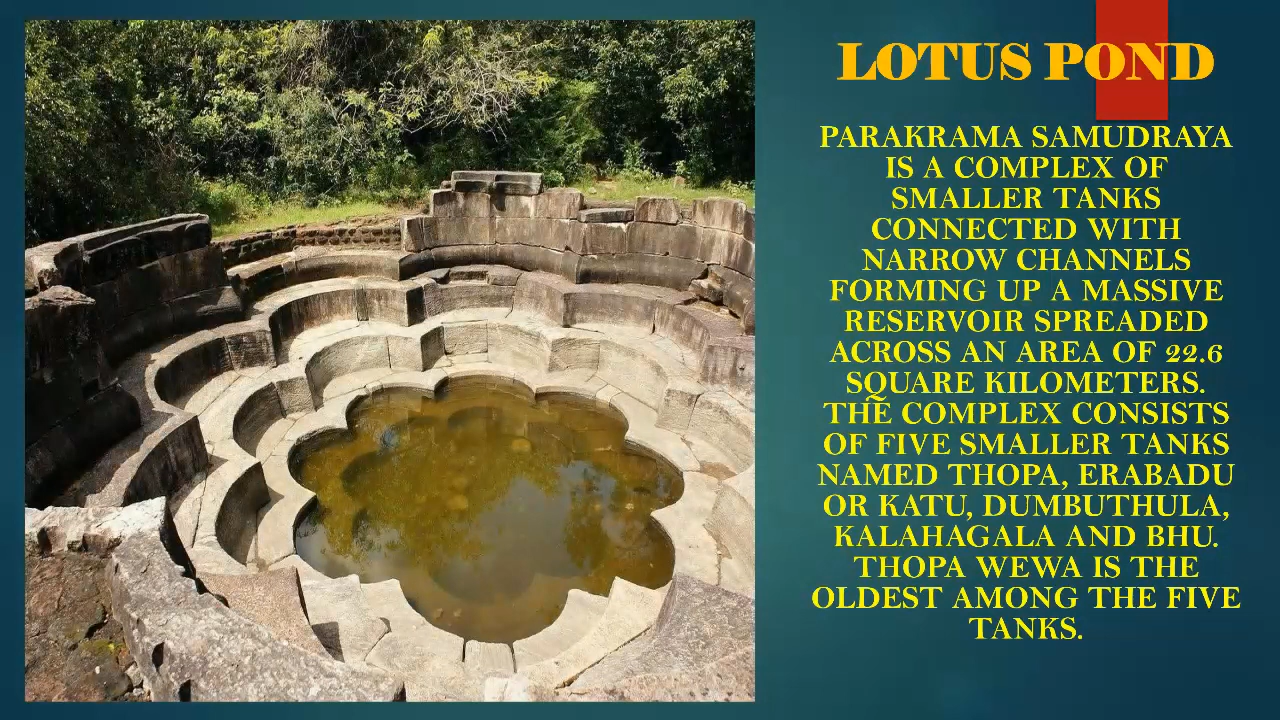 LOTUS POND
PARAKRAMA SAMUDRAYA
IS A COMPLEX OF
SMALLER TANKS
CONNECTED WITH
NARROW CHANNELS
FORMING UP A MASSIVE
RESERVOIR SPREADED
ACROSS AN AREA OF 22.6
SQUARE KILOMETERS.
THE COMPLEX CONSISTS
OF FIVE SMALLER TANKS
NAMED THOPA, ERABADU
OR KATU, DUMBUTHULA,
KALAHAGALA AND BHU.
THOPA WEWA IS THE
OLDEST AMONG THE FIVE
TANKS.